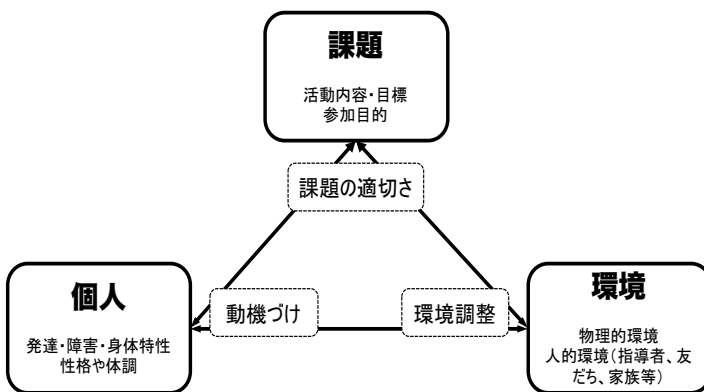 課題
活動内容・目標
参加目的
課題の適切さ
個人
発達・障害・身体特性
性格や体調
動機づけ
環境調整
環境
物理的環境
人的環境(指導者、友
だち、家族等)